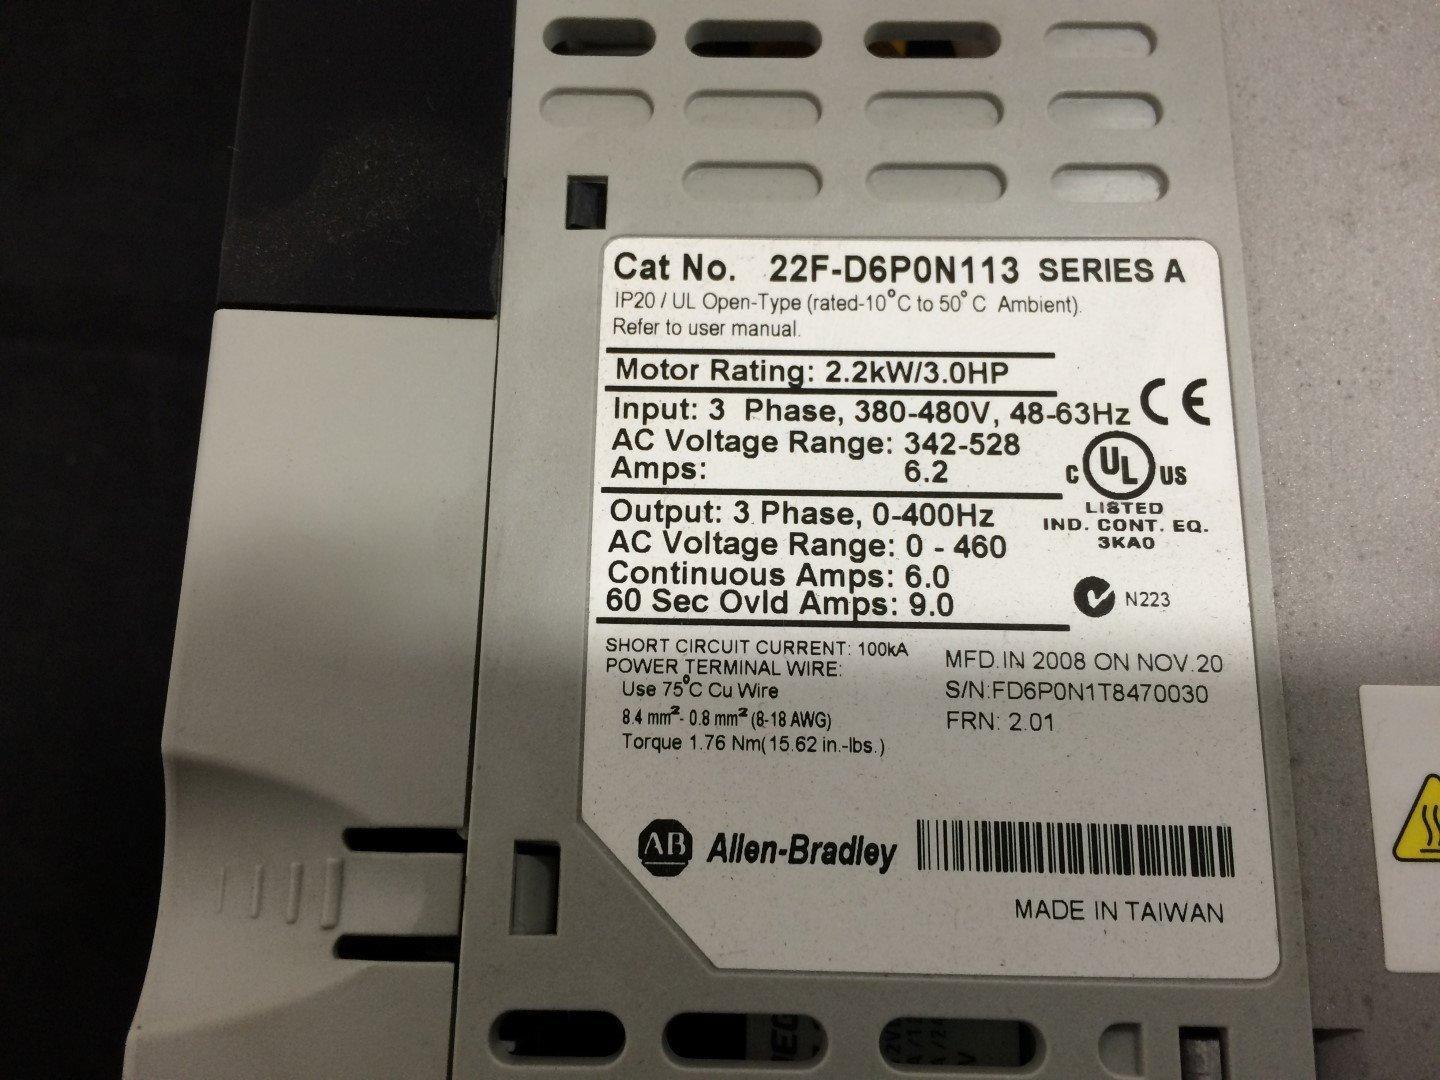 Cat No. 22F-D6P0N113 SERIES A
IP20 / UL Open-Type (rated-10°C to 50°C Ambient).
Refer to user manual.
Motor Rating: 2.2kW/3.0HP
Input: 3 Phase, 380-480V, 48-63Hz
AC Voltage Range: 342-528
Amps: 6.2
CE
C UL US
LISTED
IND. CONT. EQ.
3KA0
Output: 3 Phase, 0-400Hz
AC Voltage Range: 0 - 460
Continuous Amps: 6.0
60 Sec Ovld Amps: 9.0
N223
SHORT CIRCUIT CURRENT: 100kA
POWER TERMINAL WIRE:
Use 75°C Cu Wire
8.4 mm²- 0.8 mm² (8-18 AWG)
Torque 1.76 Nm(15.62 in.-lbs.)
MFD.IN 2008 ON NOV.20
S/N:FD6P0N1T8470030
FRN: 2.01
AB Allen-Bradley
MADE IN TAIWAN